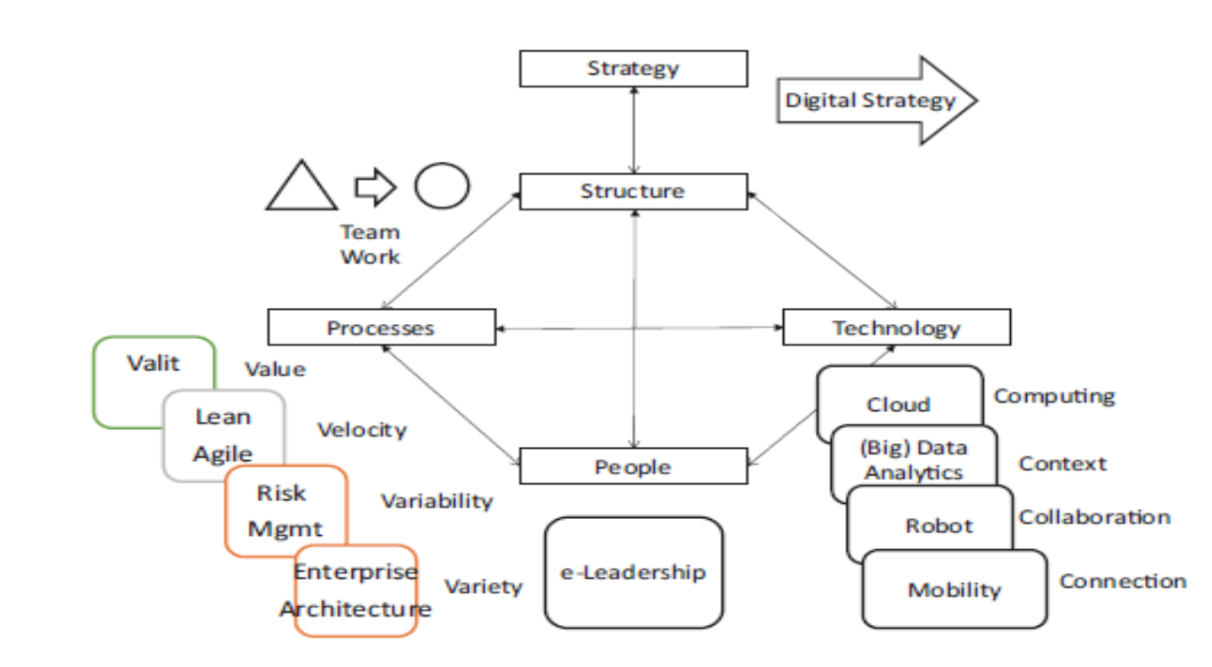 Strategy
Digital Strategy
Structure
Team
Work
Processes
Technology
Valit
Value
Lean
Agile
Velocity
Risk
Mgmt
Variability
Enterprise
Architecture
Variety
People
e-Leadership
Cloud
Computing
(Big) Data
Analytics
Context
Robot
Collaboration
Mobility
Connection